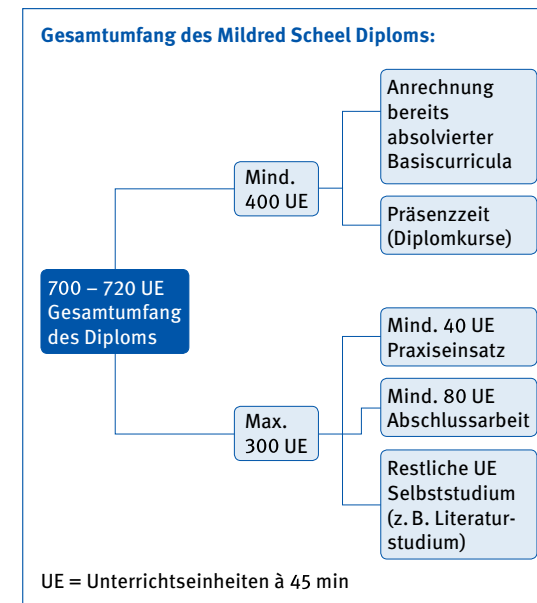 Gesamtumfang des Mildred Scheel Diploms:
700 – 720 UE
Gesamtumfang
des Diploms
Mind.
400 UE
Anrechnung
bereits
absolvierter
Basiscurricula
Präsenzzeit
(Diplomkurse)
Max.
300 UE
Mind. 40 UE
Praxiseinsatz
Mind. 80 UE
Abschlussarbeit
Restliche UE
Selbststudium
(z. B. Literatur-
studium)
UE = Unterrichtseinheiten à 45 min